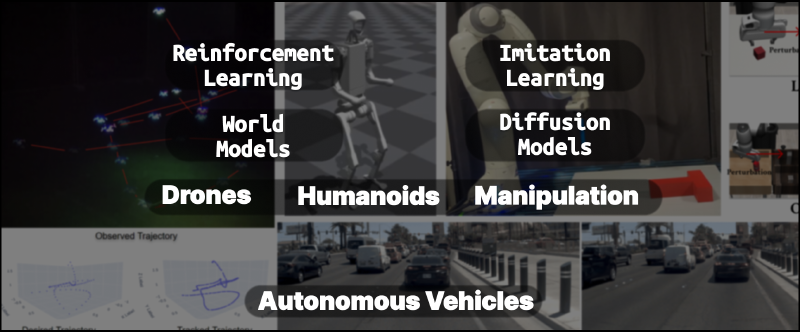 Reinforcement
Learning
Imitation
Learning
World
Models
Diffusion
Models
Drones
Humanoids
Manipulation
Observed Trajectory
Autonomous Vehicles